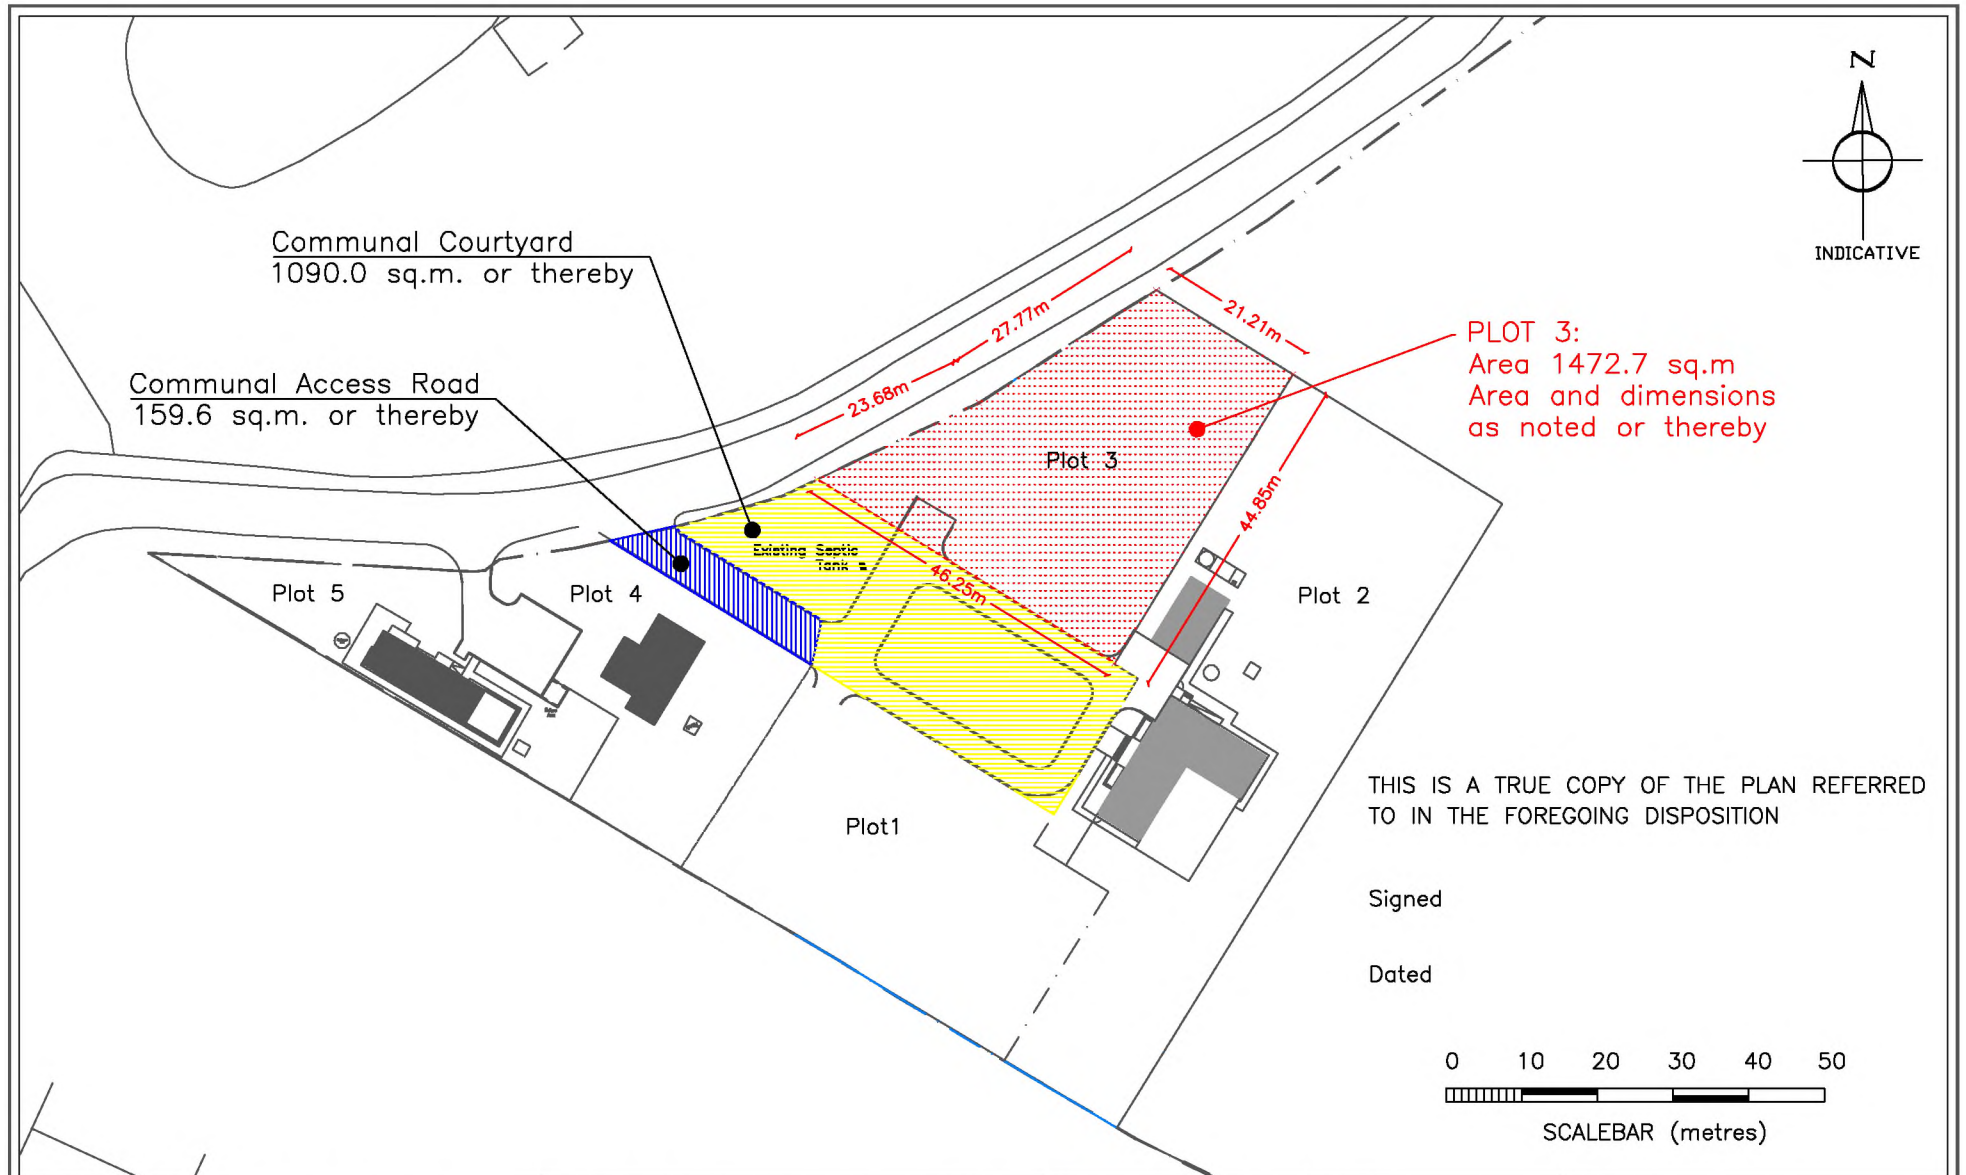 N
INDICATIVE
Communal Courtyard
1090.0 sq.m. or thereby
Communal Access Road
159.6 sq.m. or thereby
27.77m
21.21m
23.68m
PLOT 3:
Area 1472.7 sq.m
Area and dimensions
as noted or thereby
Plot 3
44.85m
Existing Septic
Tank
46.25m
Plot 5
Plot 4
Plot 2
Plot1
THIS IS A TRUE COPY OF THE PLAN REFERRED
TO IN THE FOREGOING DISPOSITION
Signed
Dated
0 10 20 30 40 50
SCALEBAR (metres)